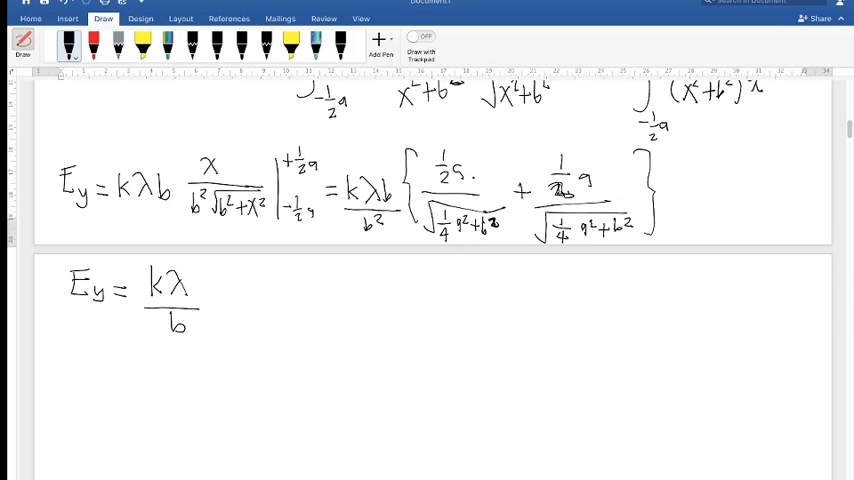 Document1
Home Insert Draw Design Layout References Mailings Review View Share
Draw Add Pen OFF Draw with Trackpad
-½a x²+b² √x²+b² -½a (x²+b²)
Ey = kλb x / b²√b²+x² | +½a -½a = kλb / b² { ½a / √¼a²+b² + ½a / √¼a²+b² }
Ey = kλ / b